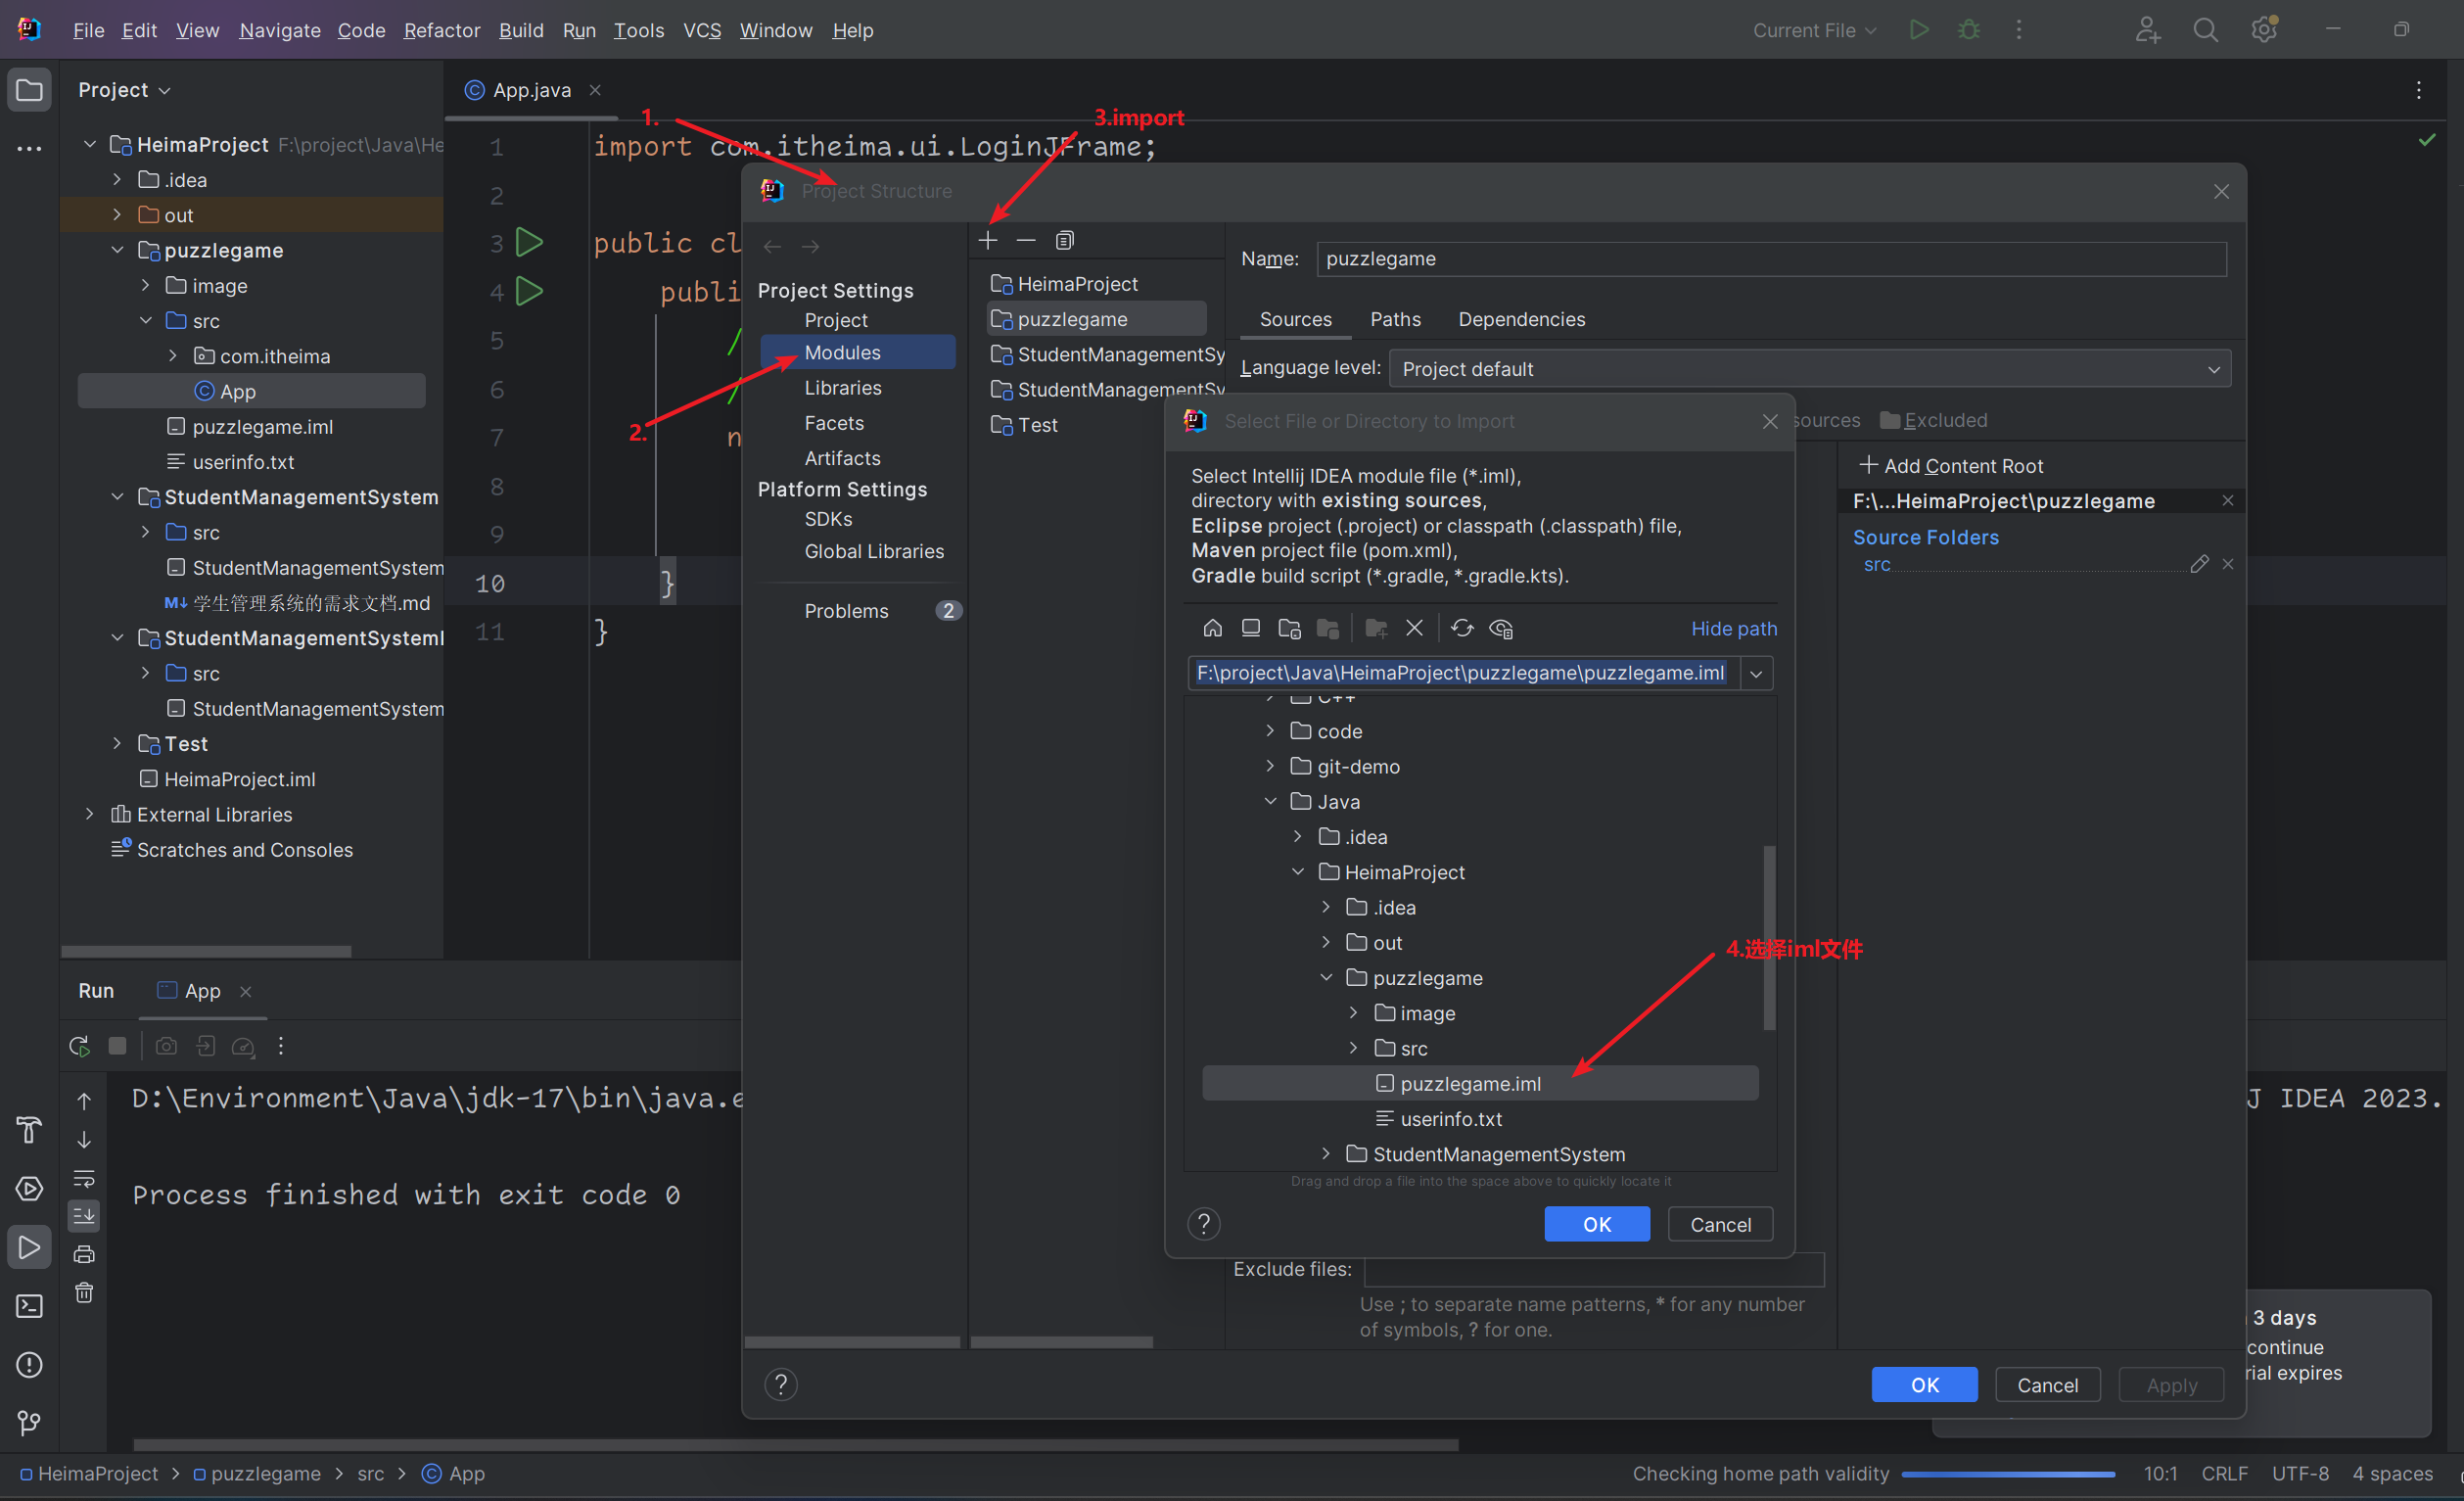 File Edit View Navigate Code Refactor Build Run Tools VCS Window Help
Current File
Project
HeimaProject F:\project\Java\He
.idea
out
puzzlegame
image
src
com.itheima
App
puzzlegame.iml
userinfo.txt
StudentManagementSystem
src
StudentManagementSystem
M↓ 学生管理系统的需求文档.md
StudentManagementSystem
src
StudentManagementSystem
Test
HeimaProject.iml
External Libraries
Scratches and Consoles
App.java
1 import com.itheima.ui.LoginJFrame;
2
3 public cl
4 publi
5 /
6 /
7 n
8
9
10 }
11 }
1.
2.
3.import
4.选择iml文件
Project Structure
Project Settings
Project
Modules
Libraries
Facets
Artifacts
Platform Settings
SDKs
Global Libraries
Problems 2
HeimaProject
puzzlegame
StudentManagementSy
StudentManagementSy
Test
Name: puzzlegame
Sources Paths Dependencies
Language level: Project default
sources Excluded
Add Content Root
F:\...HeimaProject\puzzlegame
Source Folders
src
Select File or Directory to Import
Select Intellij IDEA module file (*.iml),
directory with existing sources,
Eclipse project (.project) or classpath (.classpath) file,
Maven project file (pom.xml),
Gradle build script (*.gradle, *.gradle.kts).
Hide path
F:\project\Java\HeimaProject\puzzlegame\puzzlegame.iml
C++
code
git-demo
Java
.idea
HeimaProject
.idea
out
puzzlegame
image
src
puzzlegame.iml
userinfo.txt
StudentManagementSystem
Drag and drop a file into the space above to quickly locate it
? OK Cancel
Exclude files:
Use ; to separate name patterns, * for any number
of symbols, ? for one.
? OK Cancel Apply
Run App
D:\Environment\Java\jdk-17\bin\java.e
J IDEA 2023.
Process finished with exit code 0
3 days
continue
rial expires
HeimaProject > puzzlegame > src > App
Checking home path validity 10:1 CRLF UTF-8 4 spaces